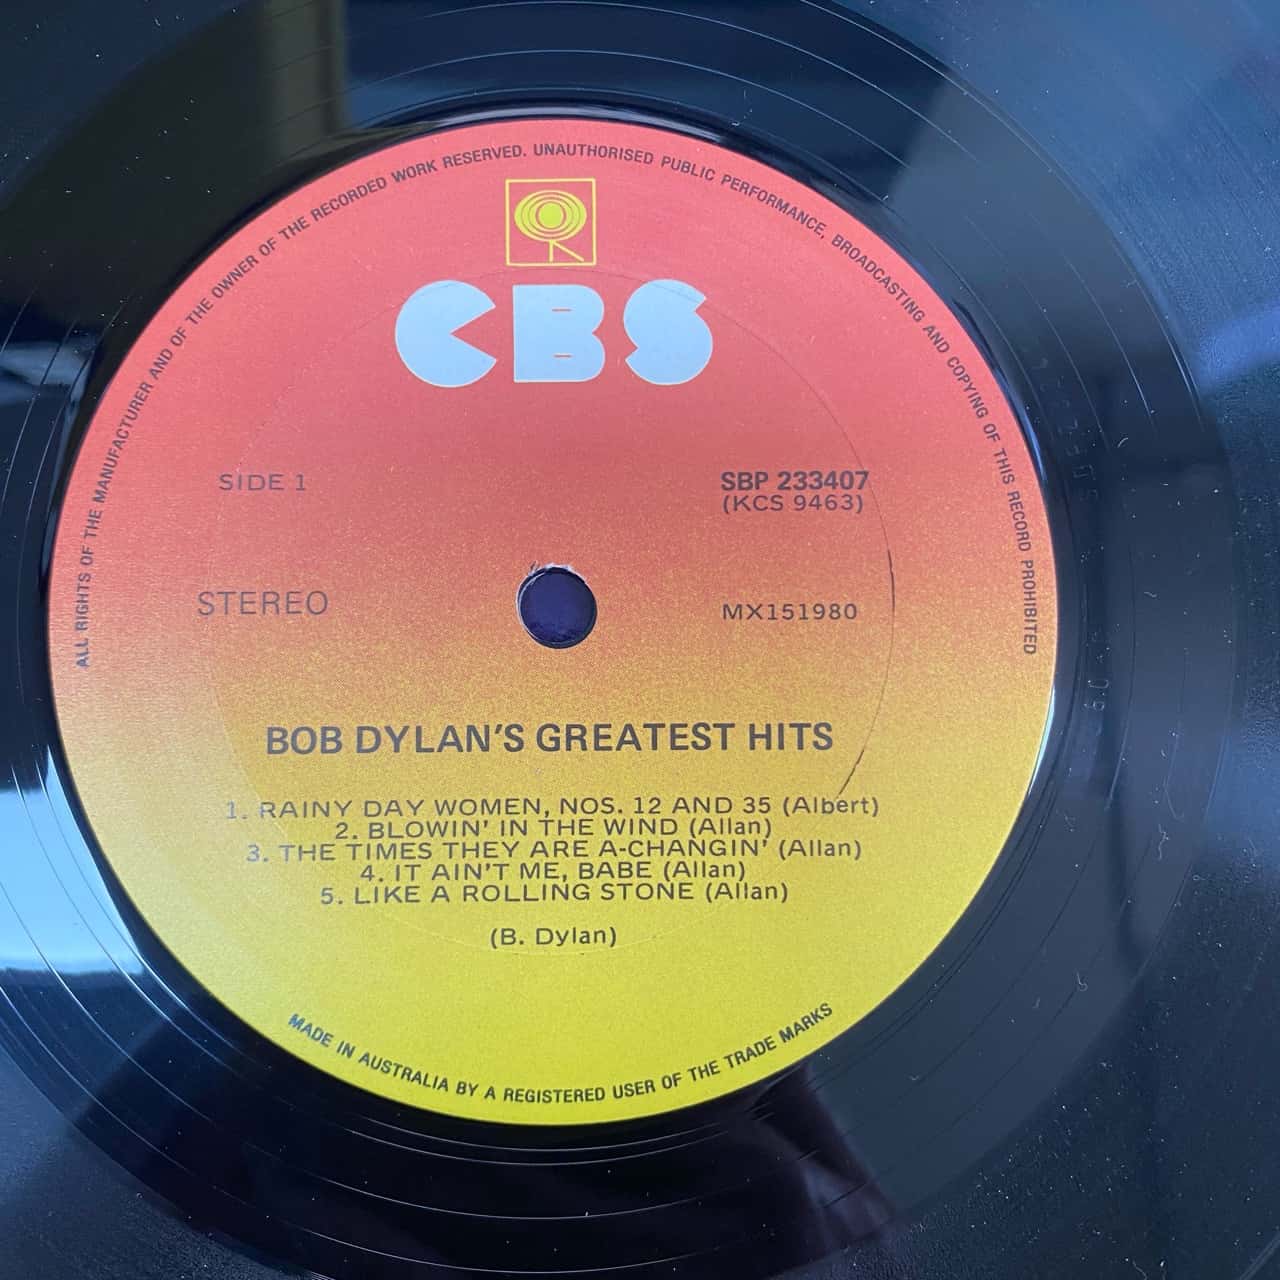 ALL RIGHTS OF THE MANUFACTURER AND OF THE OWNER OF THE RECORDED WORK RESERVED. UNAUTHORISED PUBLIC PERFORMANCE, BROADCASTING AND COPYING OF THIS RECORD PROHIBITED
CBS
SIDE 1
SBP 233407
(KCS 9463)
STEREO
MX151980
BOB DYLAN'S GREATEST HITS
1. RAINY DAY WOMEN, NOS. 12 AND 35 (Albert)
2. BLOWIN' IN THE WIND (Allan)
3. THE TIMES THEY ARE A-CHANGIN' (Allan)
4. IT AIN'T ME, BABE (Allan)
5. LIKE A ROLLING STONE (Allan)
(B. Dylan)
MADE IN AUSTRALIA BY A REGISTERED USER OF THE TRADE MARKS